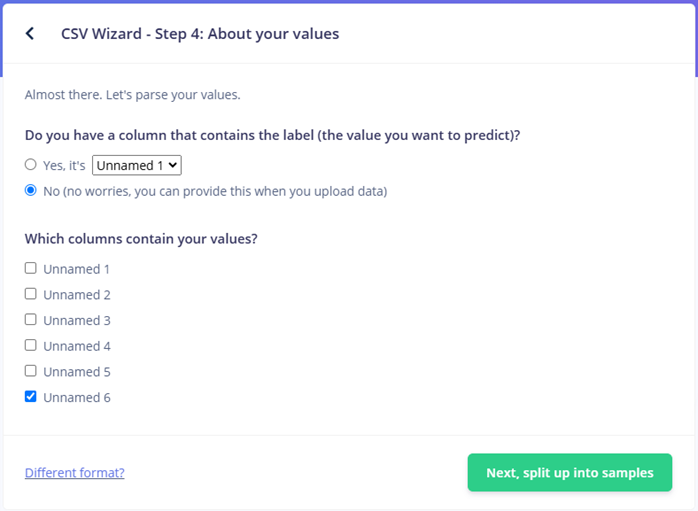 CSV Wizard - Step 4: About your values
Almost there. Let's parse your values.
Do you have a column that contains the label (the value you want to predict)?
Yes, it's Unnamed 1
No (no worries, you can provide this when you upload data)
Which columns contain your values?
Unnamed 1
Unnamed 2
Unnamed 3
Unnamed 4
Unnamed 5
Unnamed 6
Different format?
Next, split up into samples